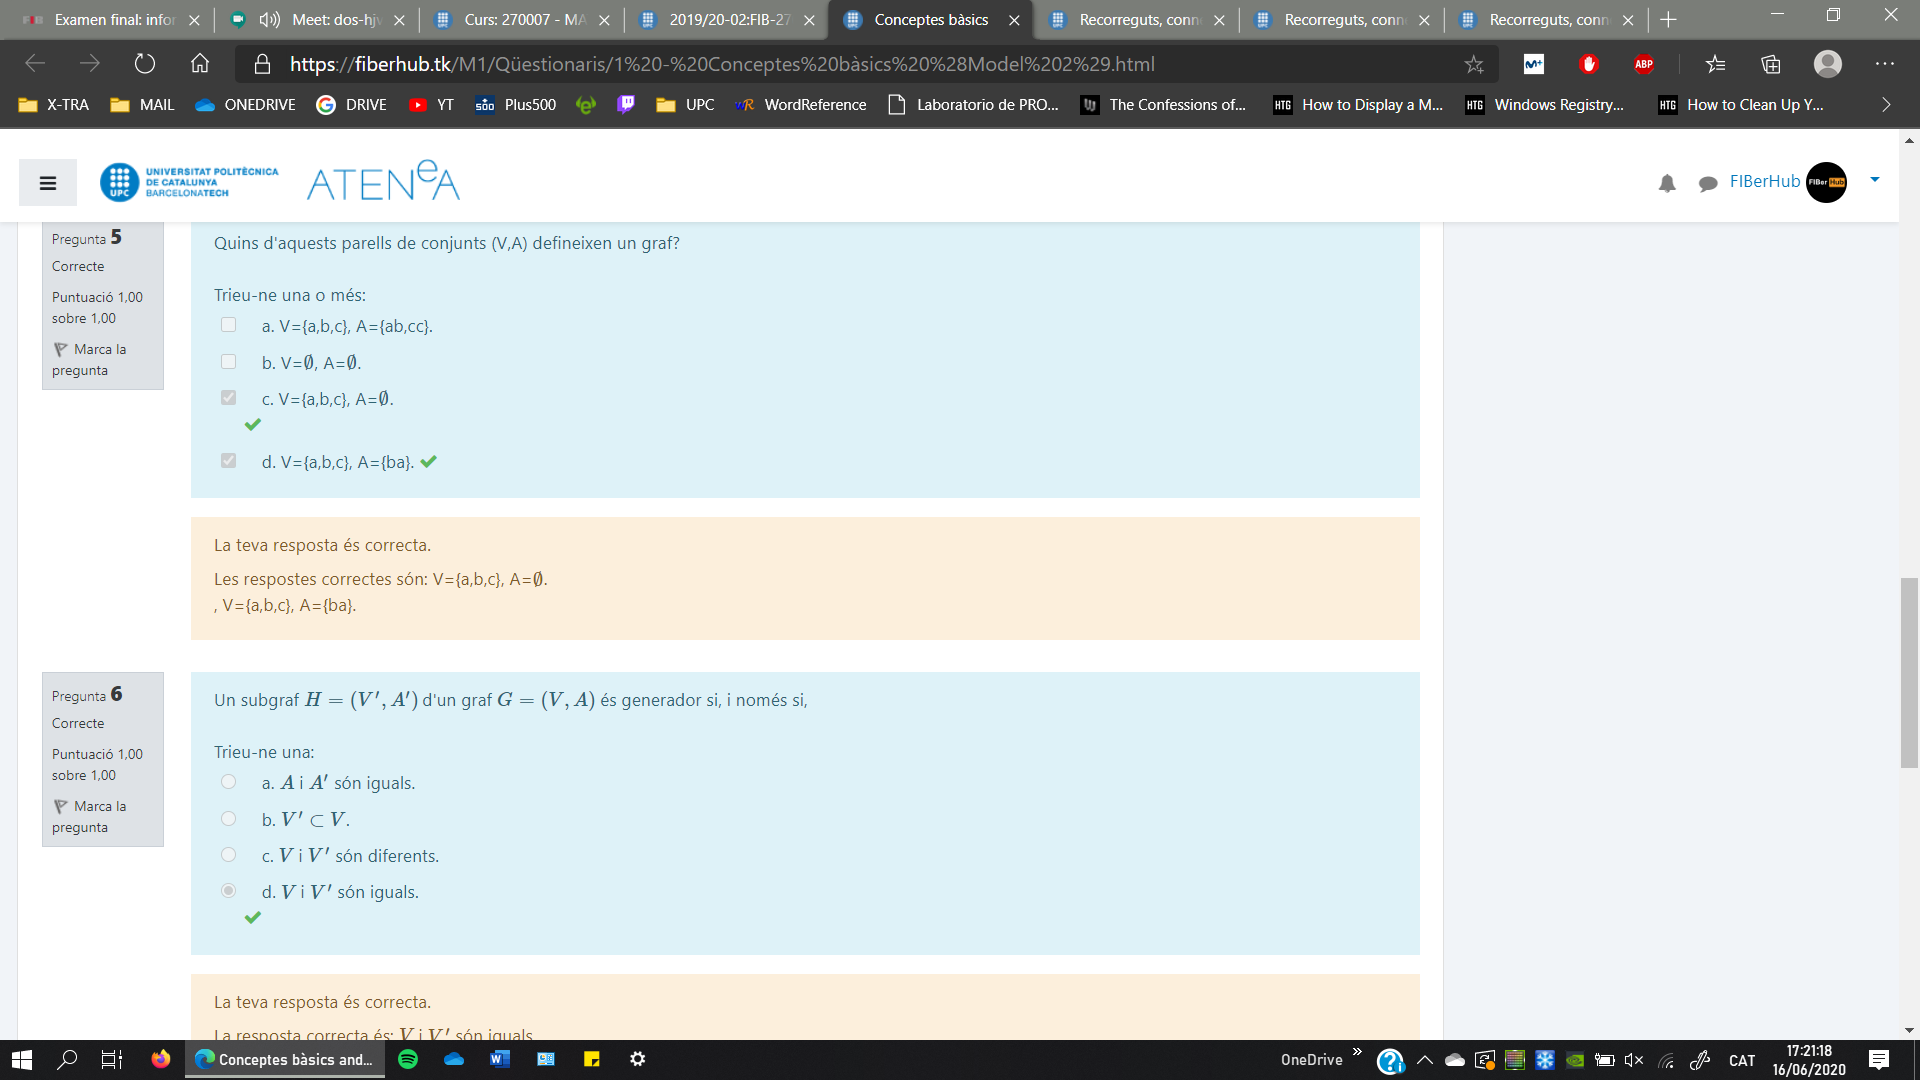 Examen final: infor
Meet: dos-hjv
Curs: 270007 - MA
2019/20-02:FIB-27
Conceptes bàsics
Recorreguts, conn
Recorreguts, conn
Recorreguts, conn
https://fiberhub.tk/M1/Qüestionaris/1%20-%20Conceptes%20bàsics%20%28Model%202%29.html
ABP
X-TRA
MAIL
ONEDRIVE
DRIVE
YT
Plus500
UPC
WordReference
Laboratorio de PRO...
The Confessions of...
HTG How to Display a M...
HTG Windows Registry...
HTG How to Clean Up Y...
UPC
UNIVERSITAT POLITÈCNICA
DE CATALUNYA
BARCELONATECH
ATENeA
FIBerHub
FIBer Hub
Pregunta 5
Correcte
Puntuació 1,00
sobre 1,00
Marca la
pregunta
Quins d'aquests parells de conjunts (V,A) defineixen un graf?
Trieu-ne una o més:
a. V={a,b,c}, A={ab,cc}.
b. V=∅, A=∅.
c. V={a,b,c}, A=∅.
d. V={a,b,c}, A={ba}.
La teva resposta és correcta.
Les respostes correctes són: V={a,b,c}, A=∅.
, V={a,b,c}, A={ba}.
Pregunta 6
Correcte
Puntuació 1,00
sobre 1,00
Marca la
pregunta
Un subgraf H = (V′, A′) d'un graf G = (V, A) és generador si, i només si,
Trieu-ne una:
a. A i A′ són iguals.
b. V′ ⊂ V.
c. V i V′ són diferents.
d. V i V′ són iguals.
La teva resposta és correcta.
La resposta correcta és: V i V′ són iguals.
Conceptes bàsics and...
OneDrive
CAT
17:21:18
16/06/2020